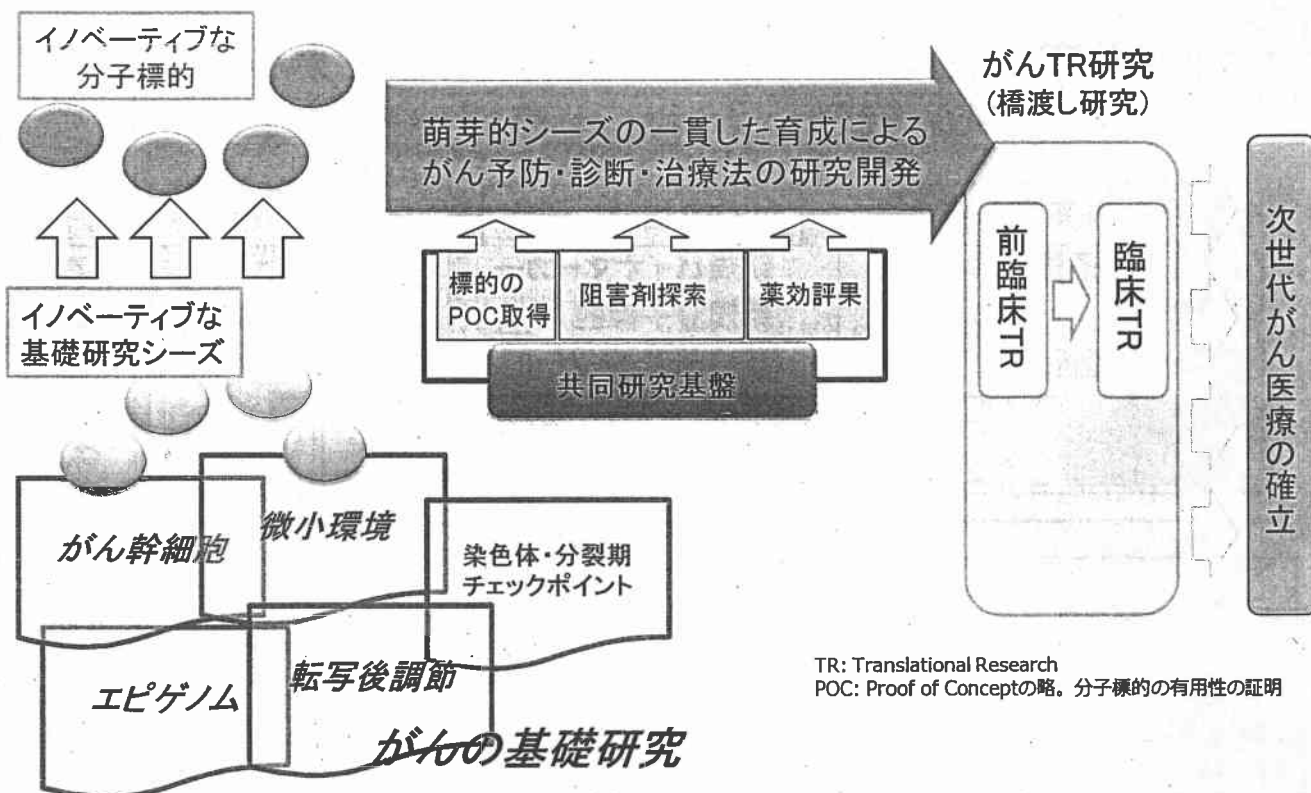 イノベーティブな
分子標的
イノベーティブな
基礎研究シーズ
がん幹細胞
微小環境
染色体・分裂期
チェックポイント
エピゲノム
転写後調節
がんの基礎研究
萌芽的シーズの一貫した育成による
がん予防・診断・治療法の研究開発
標的の
POC取得
阻害剤探索
薬効評果
共同研究基盤
がんTR研究
(橋渡し研究)
前臨床TR
臨床TR
次世代がん医療の確立
TR: Translational Research
POC: Proof of Conceptの略。分子標的の有用性の証明